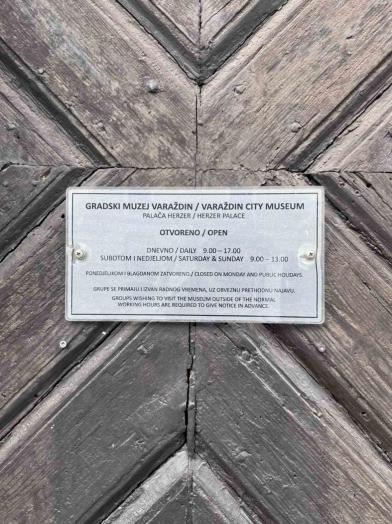 GRADSKI MUZEJ VARAŽDIN / VARAŽDIN CITY MUSEUM
PALAČA HERZER / HERZER PALACE
OTVORENO / OPEN
DNEVNO / DAILY 9.00 – 17.00
SUBOTOM I NEDJELJOM / SATURDAY & SUNDAY 9.00 – 13.00
PONEDJELJKOM I BLAGDANOM ZATVORENO / CLOSED ON MONDAY AND PUBLIC HOLIDAYS.
GRUPE SE PRIMAJU I IZVAN RADNOG VREMENA, UZ OBVEZNU PRETHODNU NAJAVU.
GROUPS WISHING TO VISIT THE MUSEUM OUTSIDE OF THE NORMAL
WORKING HOURS ARE REQUIRED TO GIVE NOTICE IN ADVANCE.